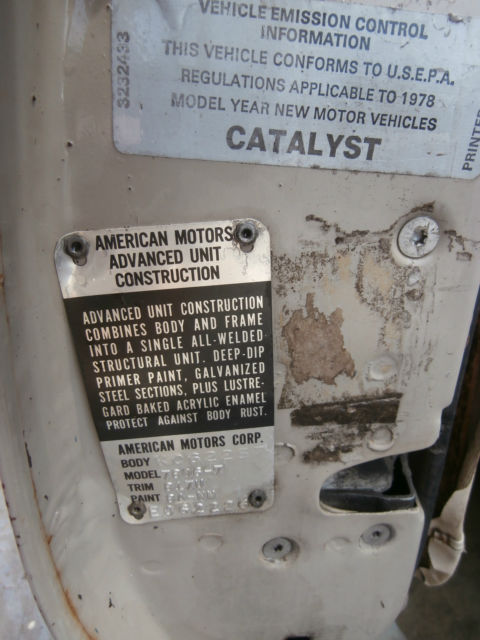 VEHICLE EMISSION CONTROL
INFORMATION
THIS VEHICLE CONFORMS TO U.S.E.P.A.
REGULATIONS APPLICABLE TO 1978
MODEL YEAR NEW MOTOR VEHICLES
CATALYST
3232433
PRINTED
AMERICAN MOTORS
ADVANCED UNIT
CONSTRUCTION
ADVANCED UNIT CONSTRUCTION
COMBINES BODY AND FRAME
INTO A SINGLE ALL-WELDED
STRUCTURAL UNIT. DEEP-DIP
PRIMER PAINT, GALVANIZED
STEEL SECTIONS, PLUS LUSTRE-
GARD BAKED ACRYLIC ENAMEL
PROTECT AGAINST BODY RUST.
AMERICAN MOTORS CORP.
BODY
MODEL
TRIM
PAINT
E062226